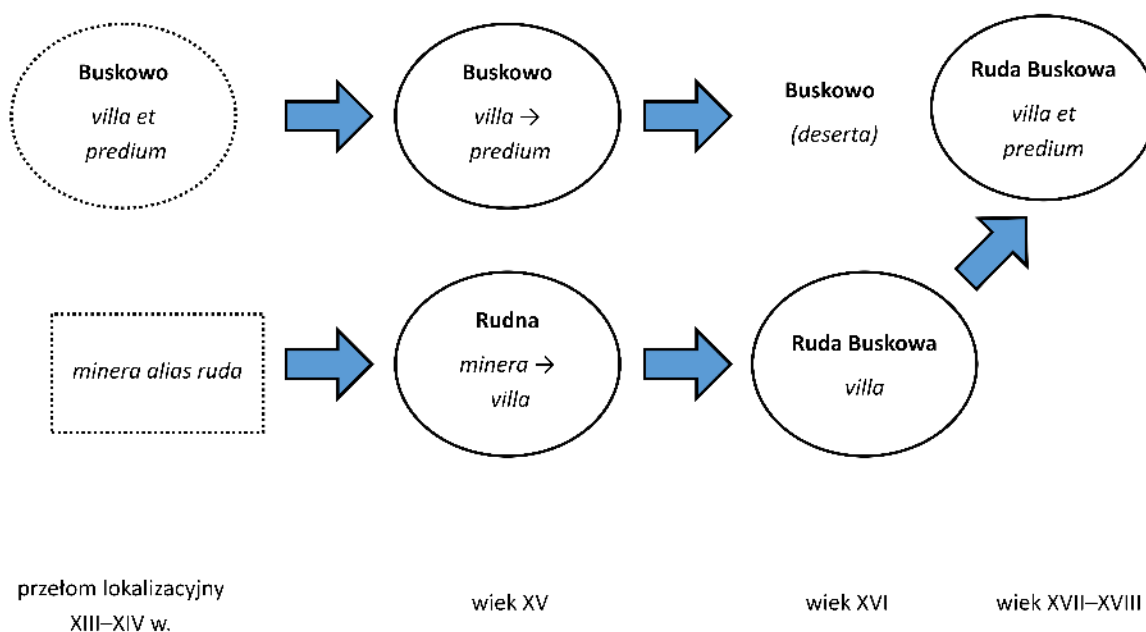 Buskowo
villa et
predium
Buskowo
villa →
predium
Buskowo
(deserta)
Ruda Buskowa
villa et
predium
minera alias ruda
Rudna
minera →
villa
Ruda Buskowa
villa
przełom lokalizacyjny
XIII–XIV w.
wiek XV
wiek XVI
wiek XVII–XVIII